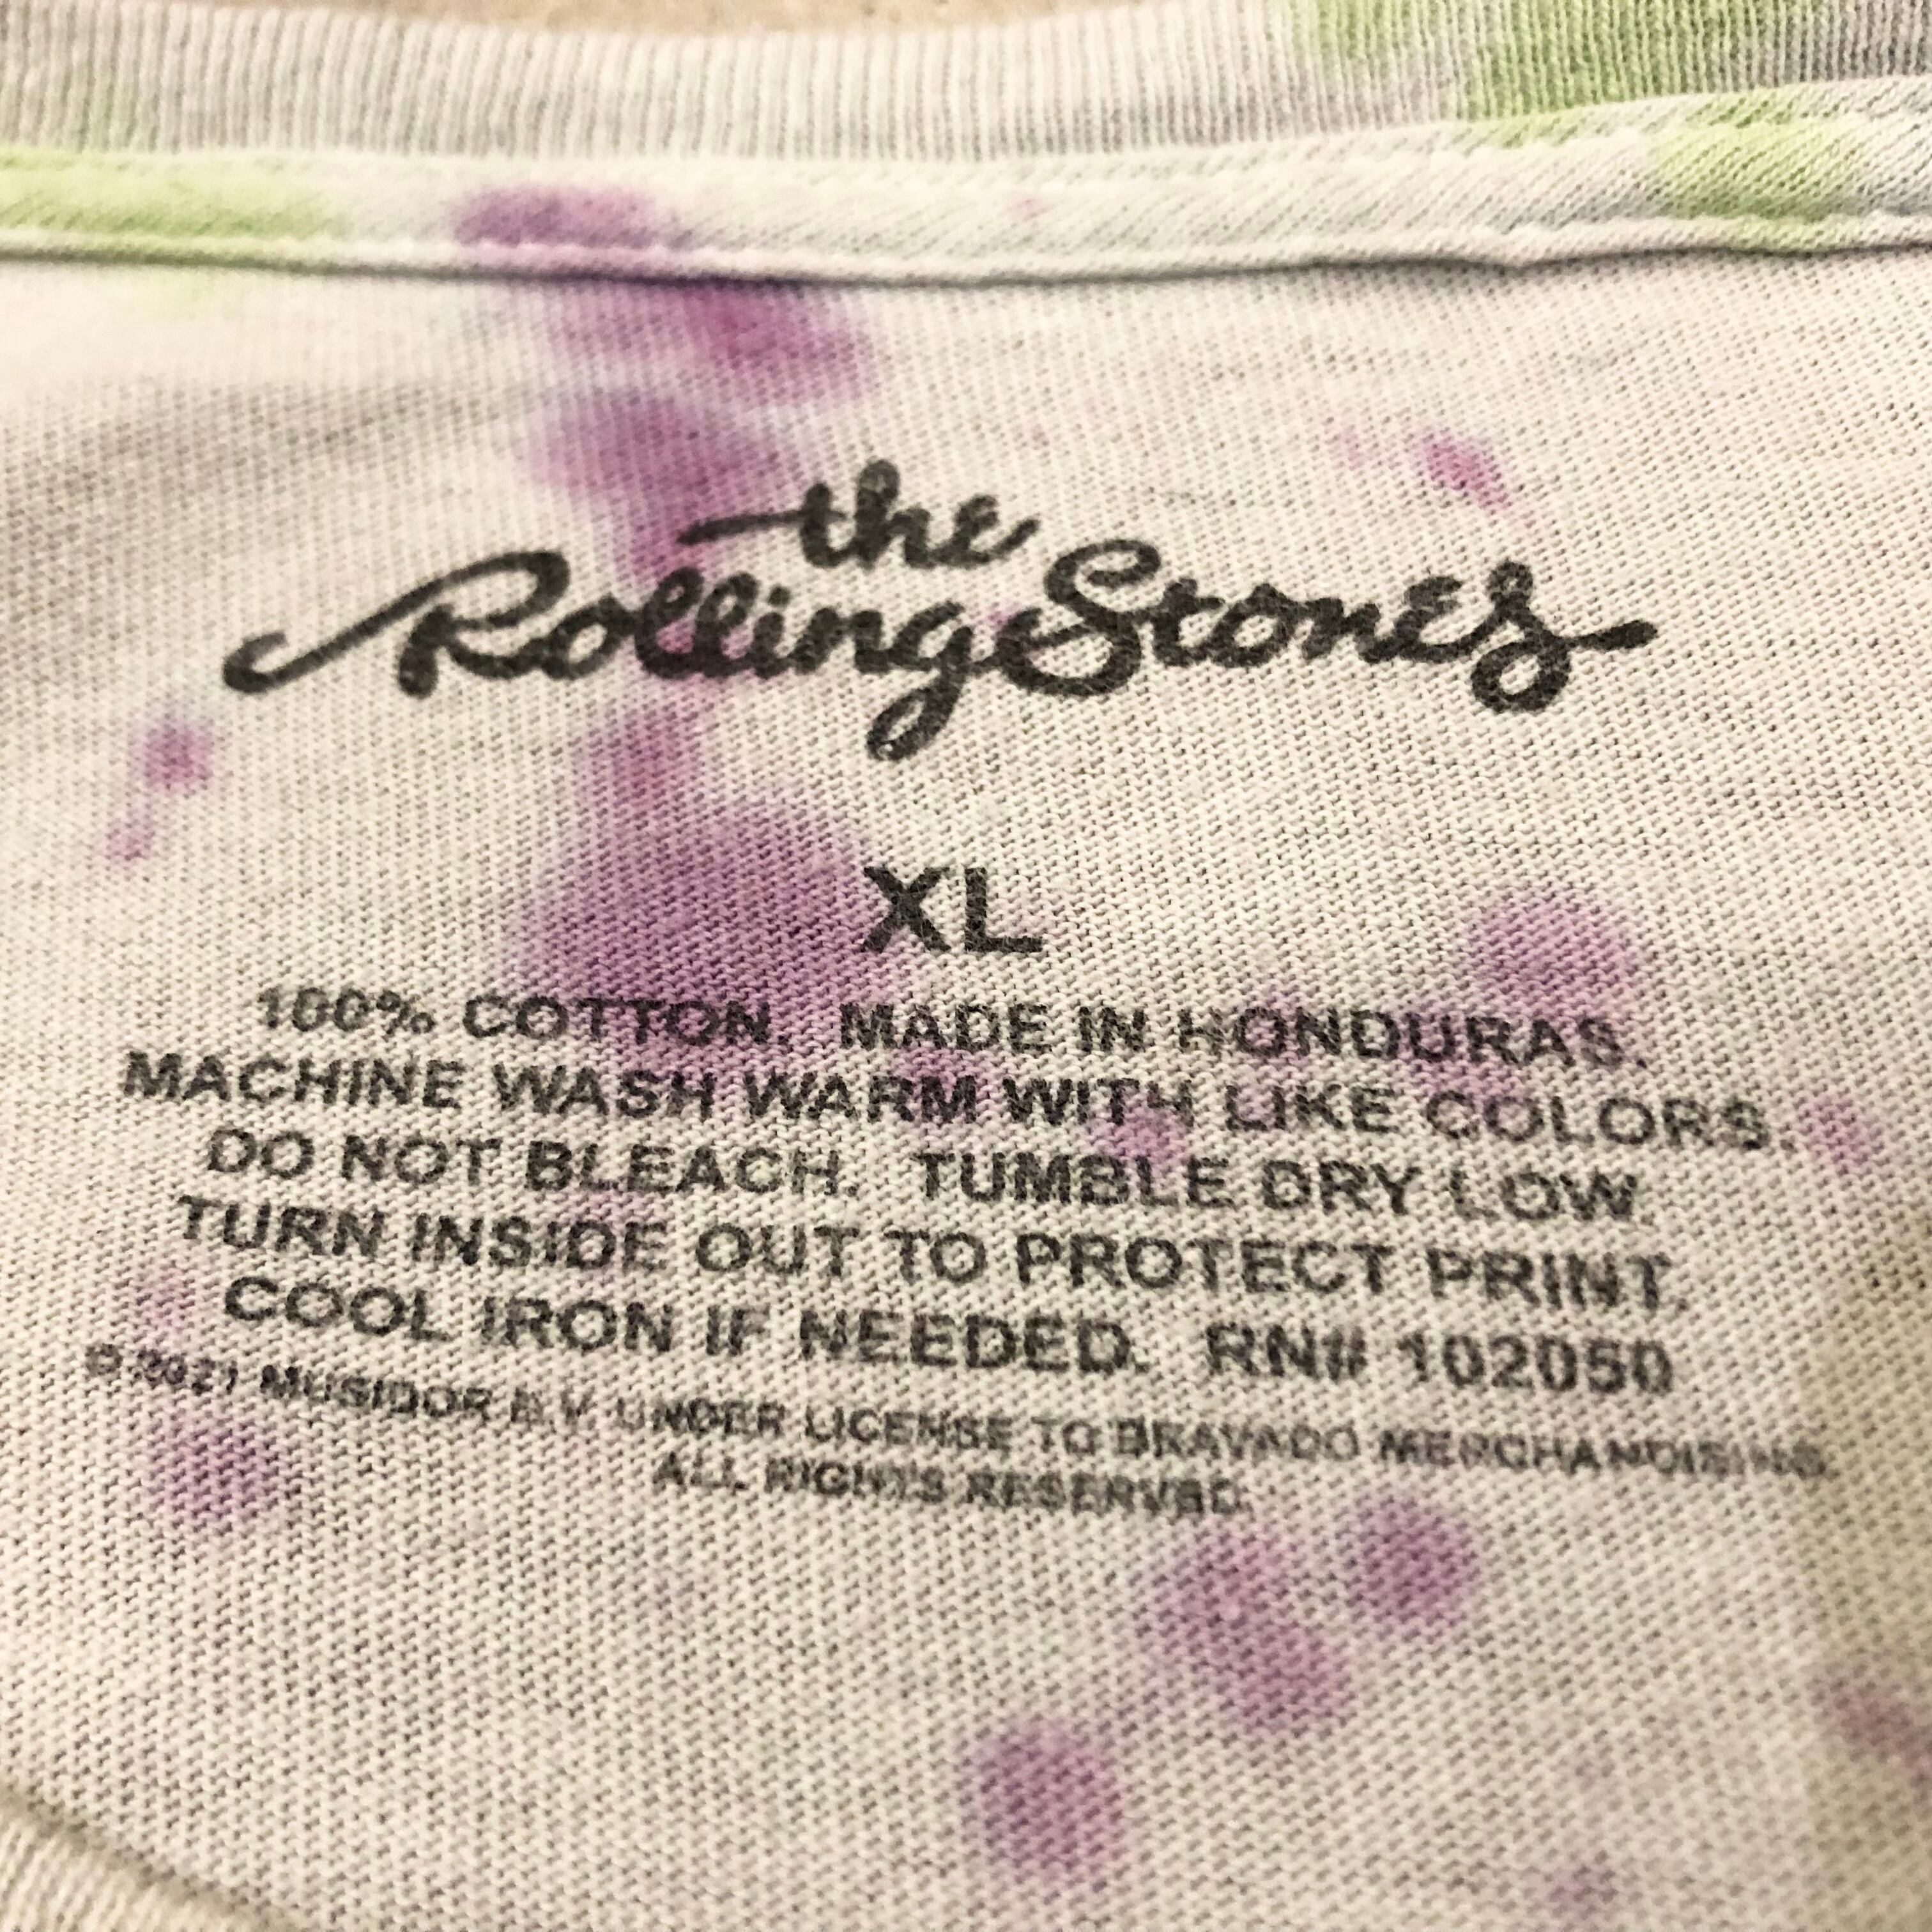 the
Rolling Stones
XL
100% COTTON. MADE IN HONDURAS.
MACHINE WASH WARM WITH LIKE COLORS.
DO NOT BLEACH. TUMBLE DRY LOW.
TURN INSIDE OUT TO PROTECT PRINT.
COOL IRON IF NEEDED. RN# 102050
© 2021 MUSIDOR B.V. UNDER LICENSE TO BRAVADO MERCHANDISING.
ALL RIGHTS RESERVED.